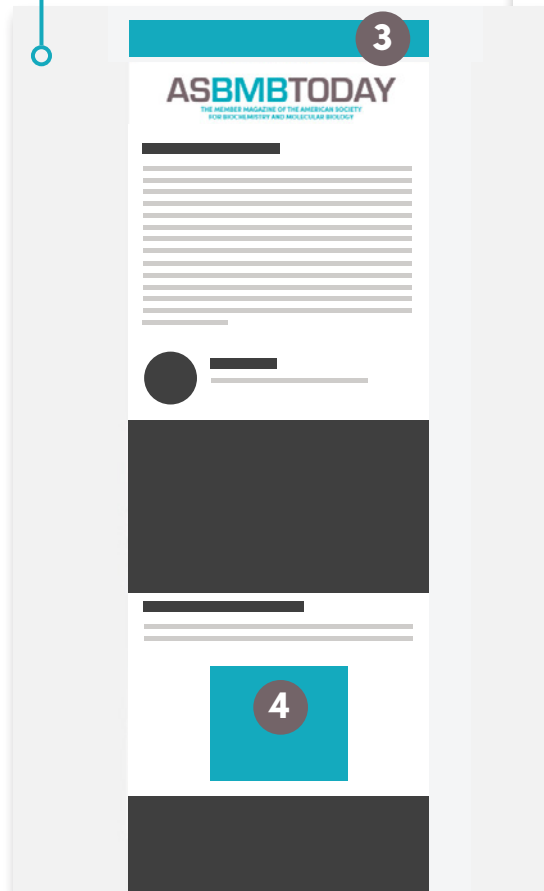 3
ASBMBTODAY
THE MEMBER MAGAZINE OF THE AMERICAN SOCIETY
FOR BIOCHEMISTRY AND MOLECULAR BIOLOGY
4